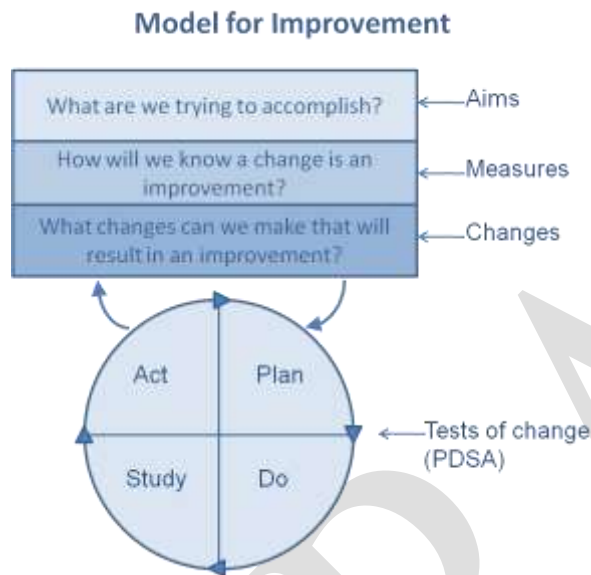 Model for Improvement
What are we trying to accomplish?
Aims
How will we know a change is an
improvement?
Measures
What changes can we make that will
result in an improvement?
Changes
Act
Plan
Study
Do
Tests of change
(PDSA)